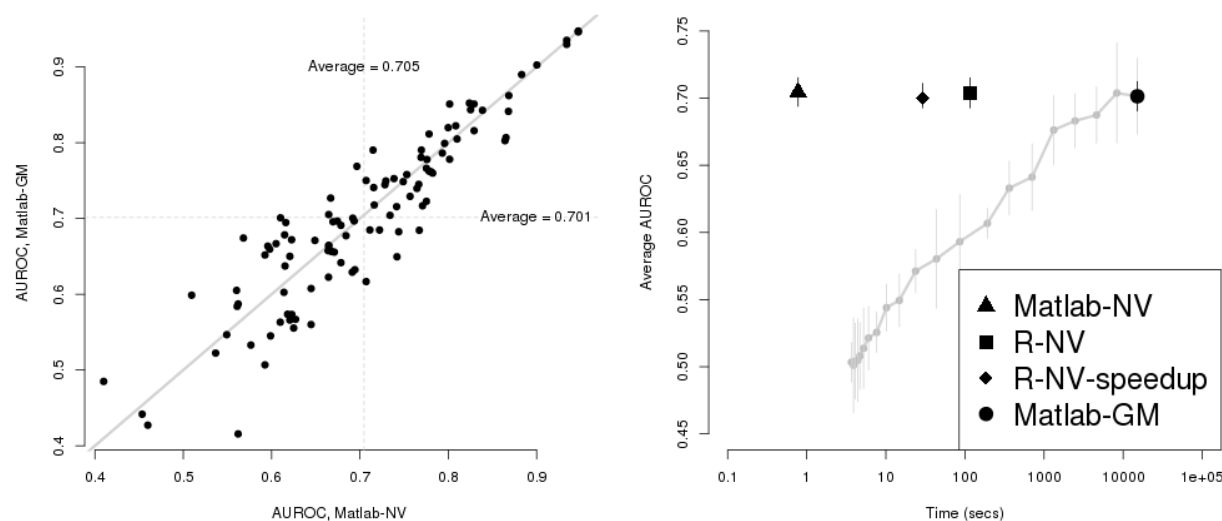 0.4
0.5
0.6
0.7
0.8
0.9
AUROC, Matlab-GM
Average = 0.705
Average = 0.701
0.4
0.5
0.6
0.7
0.8
0.9
AUROC, Matlab-NV
0.45
0.50
0.55
0.60
0.65
0.70
0.75
Average AUROC
Matlab-NV
R-NV
R-NV-speedup
Matlab-GM
0.1
1
10
100
1000
10000
1e+05
Time (secs)